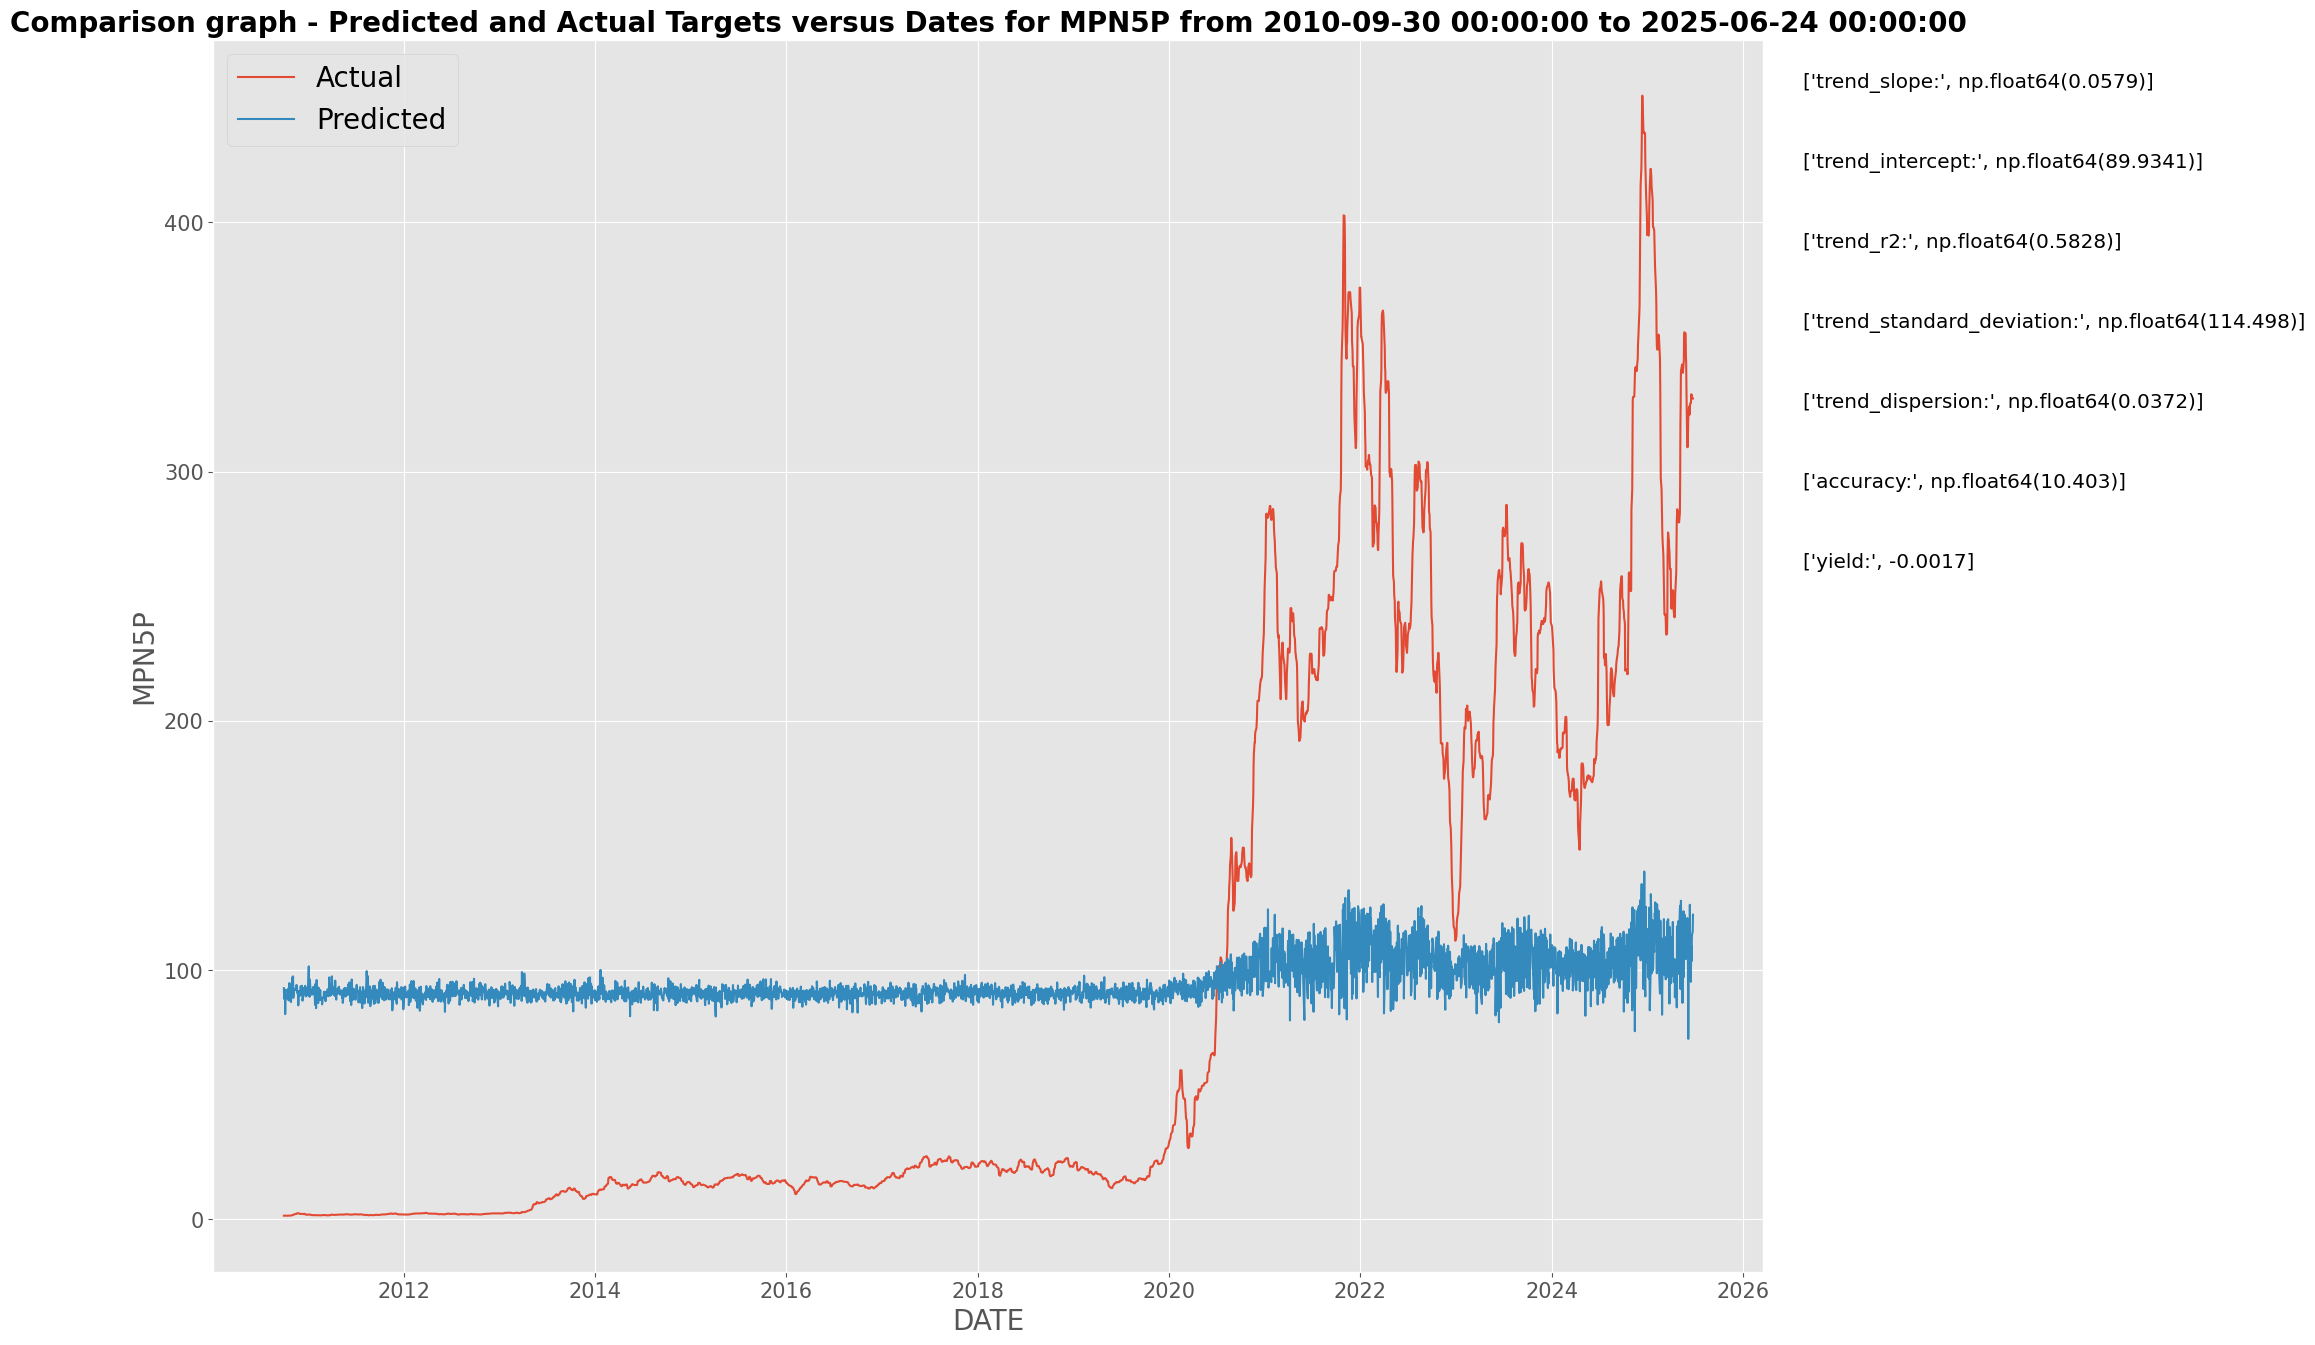 Comparison graph - Predicted and Actual Targets versus Dates for MPN5P from 2010-09-30 00:00:00 to 2025-06-24 00:00:00
Actual
Predicted
['trend_slope:', np.float64(0.0579)]
['trend_intercept:', np.float64(89.9341)]
['trend_r2:', np.float64(0.5828)]
['trend_standard_deviation:', np.float64(114.498)]
['trend_dispersion:', np.float64(0.0372)]
['accuracy:', np.float64(10.403)]
['yield:', -0.0017]
MPN5P
400
300
200
100
0
2012
2014
2016
2018
2020
2022
2024
2026
DATE